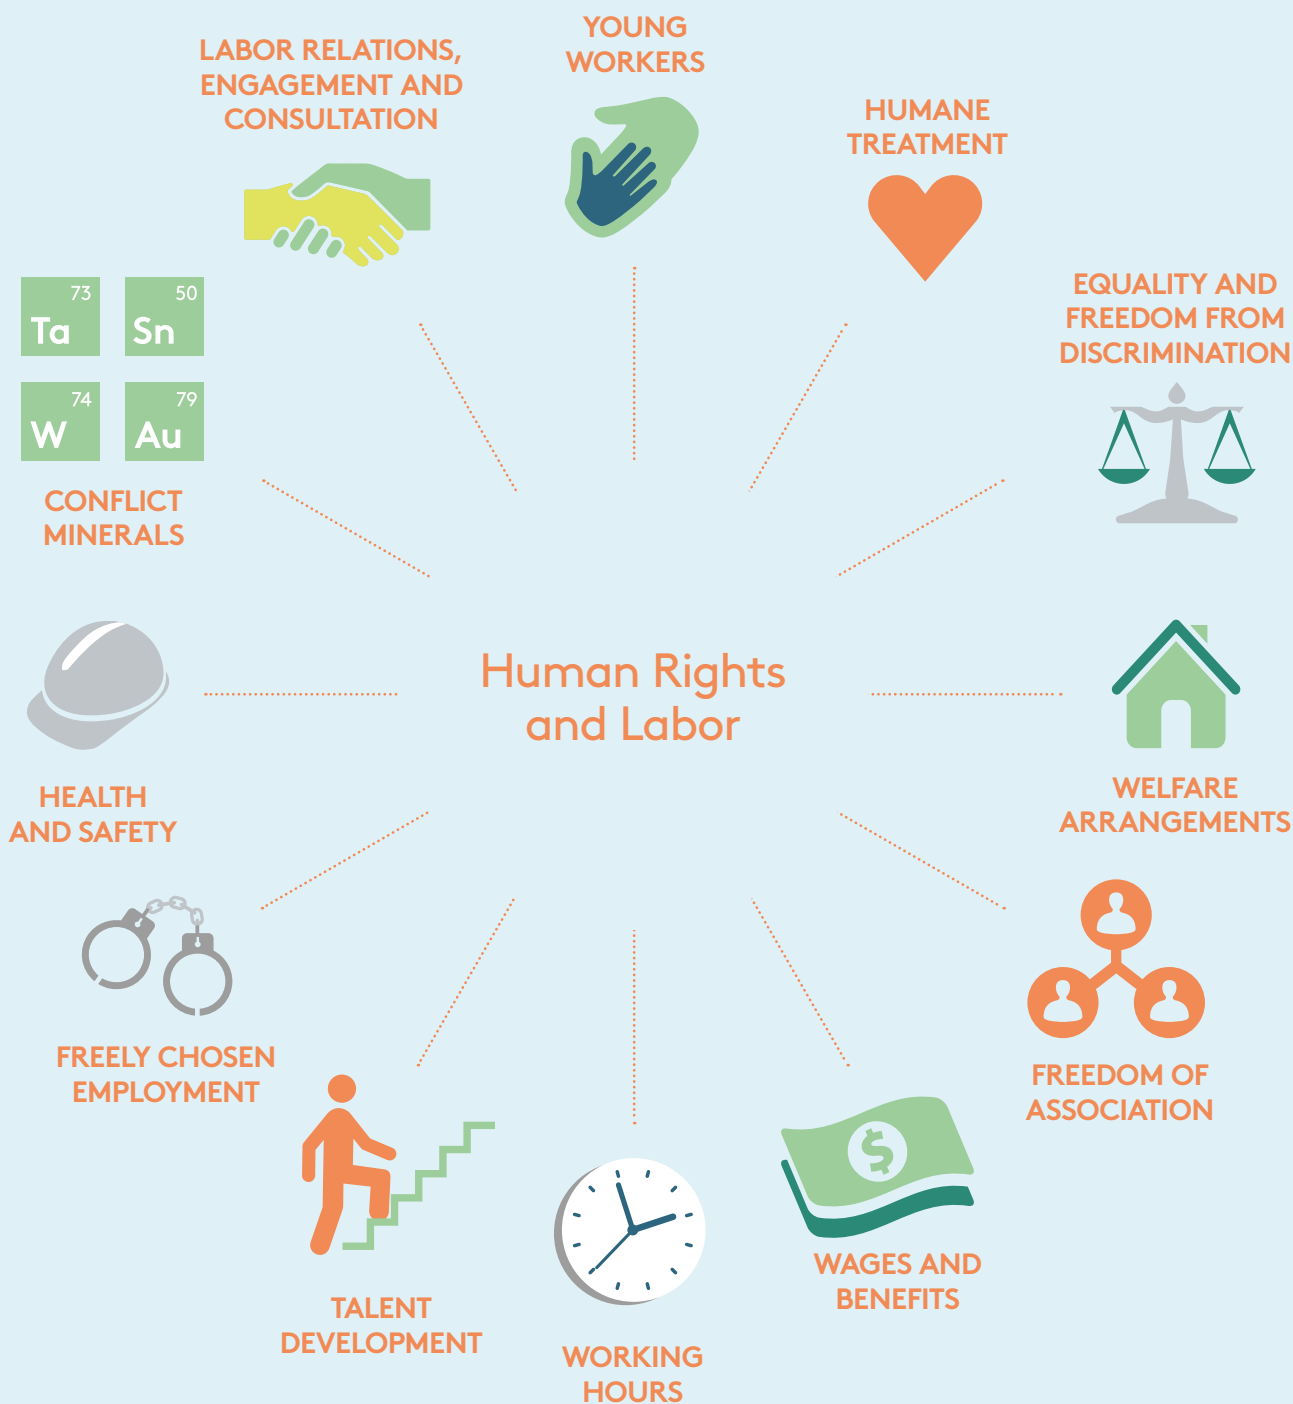 YOUNG
WORKERS
LABOR RELATIONS,
ENGAGEMENT AND
CONSULTATION
HUMANE
TREATMENT
EQUALITY AND
FREEDOM FROM
DISCRIMINATION
73
Ta
50
Sn
74
W
79
Au
CONFLICT
MINERALS
Human Rights
and Labor
HEALTH
AND SAFETY
WELFARE
ARRANGEMENTS
FREELY CHOSEN
EMPLOYMENT
FREEDOM OF
ASSOCIATION
$
WAGES AND
BENEFITS
TALENT
DEVELOPMENT
WORKING
HOURS